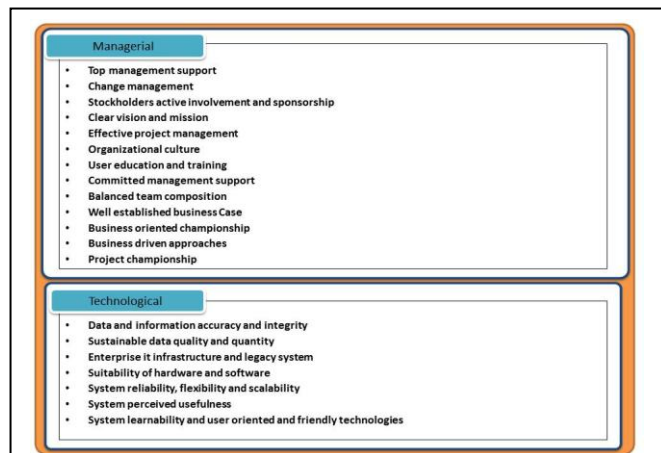 Managerial
• Top management support
• Change management
• Stockholders active involvement and sponsorship
• Clear vision and mission
• Effective project management
• Organizational culture
• User education and training
• Committed management support
• Balanced team composition
• Well established business Case
• Business oriented championship
• Business driven approaches
• Project championship
Technological
• Data and information accuracy and integrity
• Sustainable data quality and quantity
• Enterprise it infrastructure and legacy system
• Suitability of hardware and software
• System reliability, flexibility and scalability
• System perceived usefulness
• System learnability and user oriented and friendly technologies